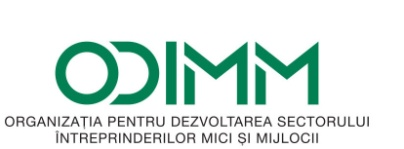 ODIMM
ORGANIZAȚIA PENTRU DEZVOLTAREA SECTORULUI
ÎNTREPRINDERILOR MICI ȘI MIJLOCII